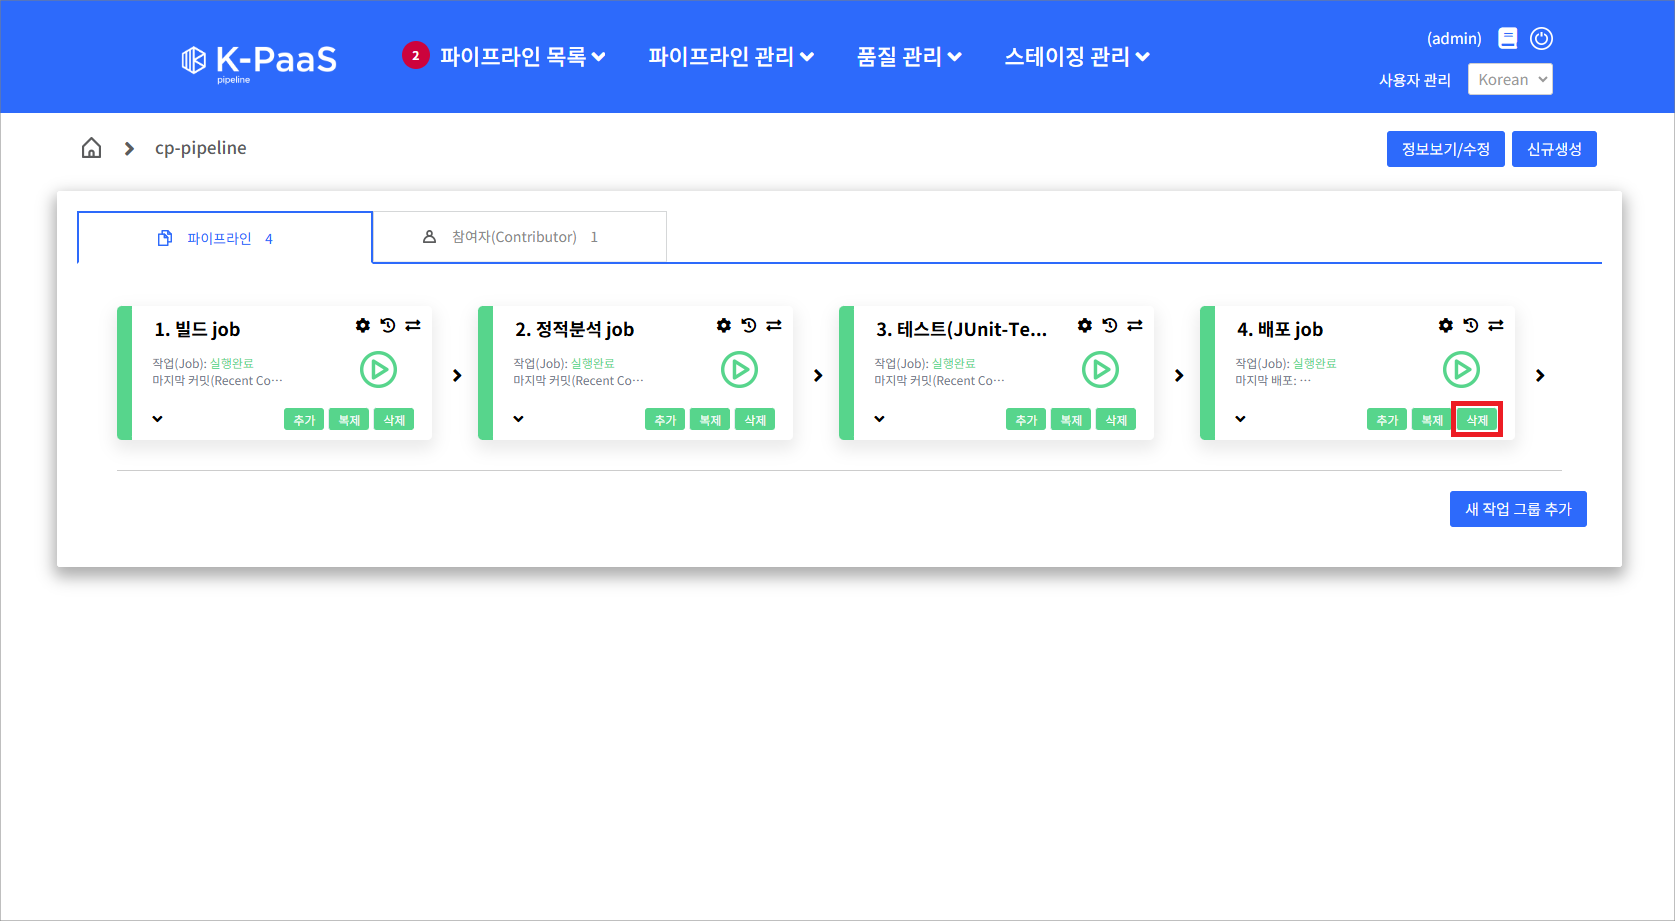 K-PaaS
pipeline
2 파이프라인 목록
파이프라인 관리
품질 관리
스테이징 관리
(admin)
사용자 관리
Korean
cp-pipeline
정보보기/수정
신규생성
파이프라인 4
참여자(Contributor) 1
1. 빌드 job
작업(Job): 실행완료
마지막 커밋(Recent Co…
추가 복제 삭제
2. 정적분석 job
작업(Job): 실행완료
마지막 커밋(Recent Co…
추가 복제 삭제
3. 테스트(JUnit-Te...
작업(Job): 실행완료
마지막 커밋(Recent Co…
추가 복제 삭제
4. 배포 job
작업(Job): 실행완료
마지막 배포: …
추가 복제 삭제
새 작업 그룹 추가